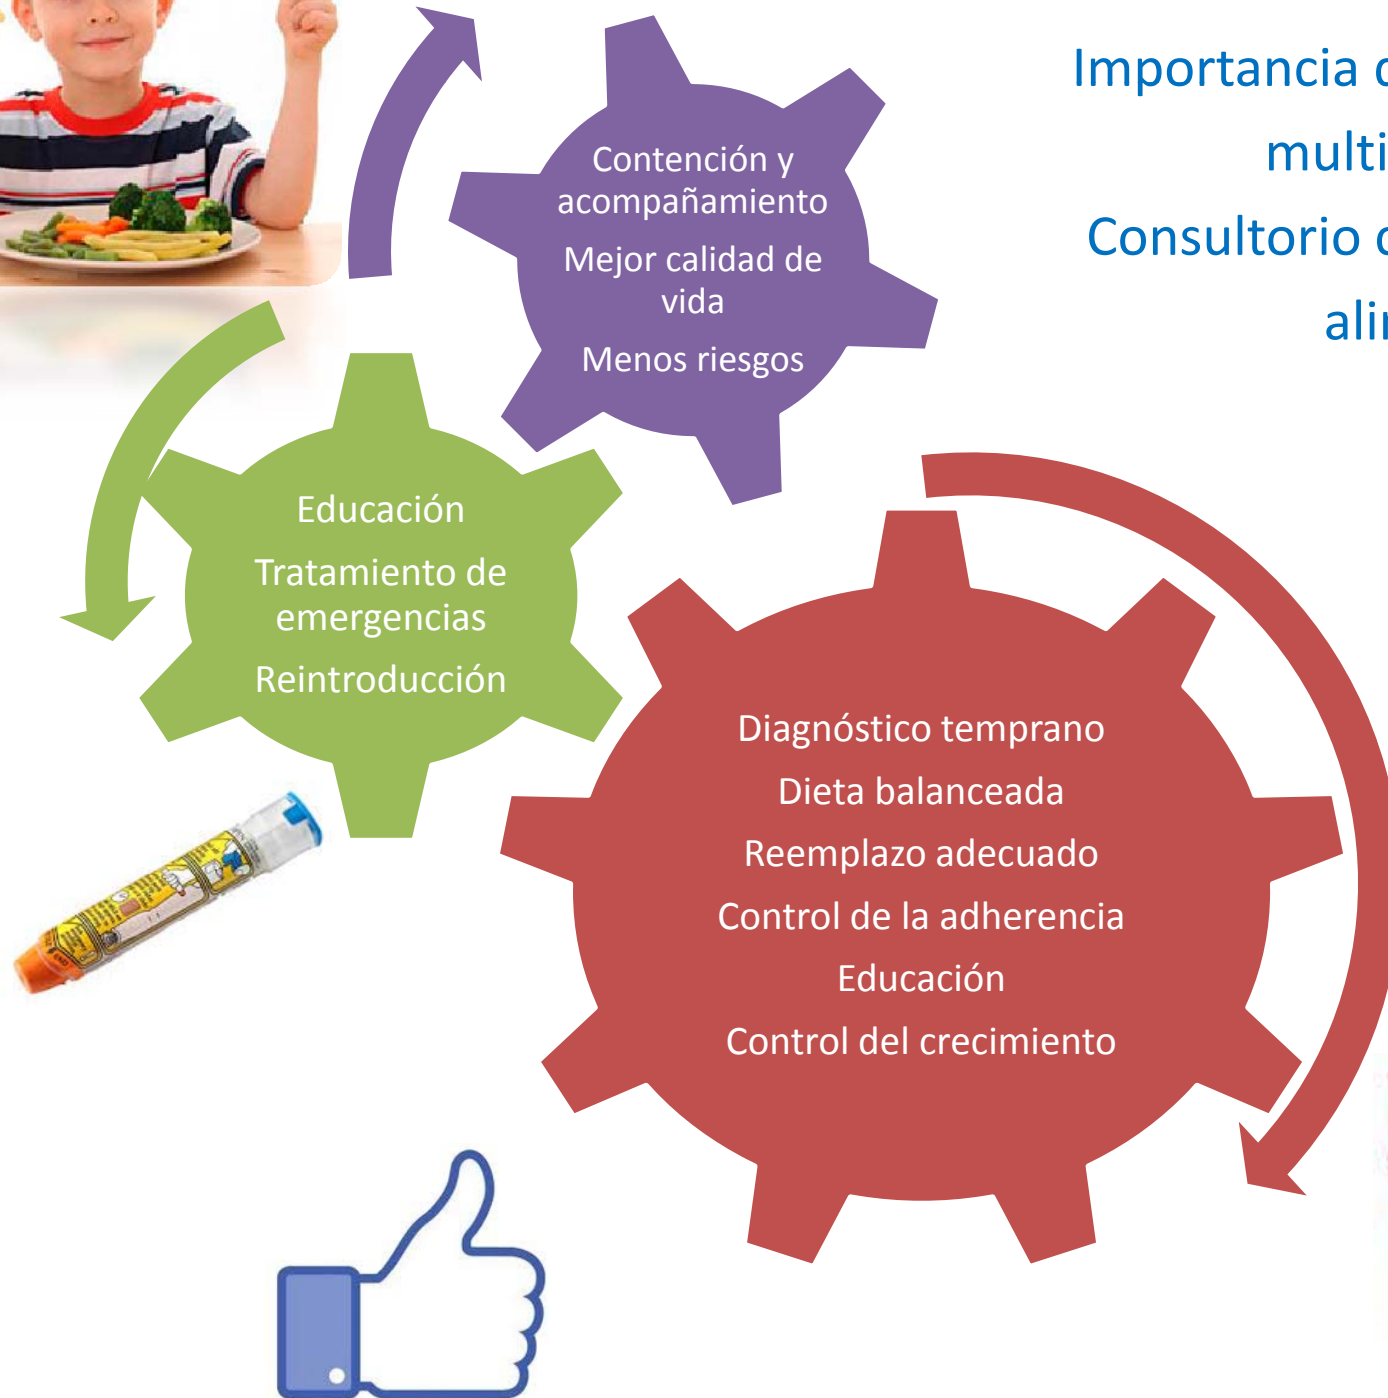 Importancia
multi
Consultorio
Contención y
acompañamiento
Mejor calidad de
vida
Menos riesgos
Educación
Tratamiento de
emergencias
Reintroducción
Diagnóstico temprano
Dieta balanceada
Reemplazo adecuado
Control de la adherencia
Educación
Control del crecimiento